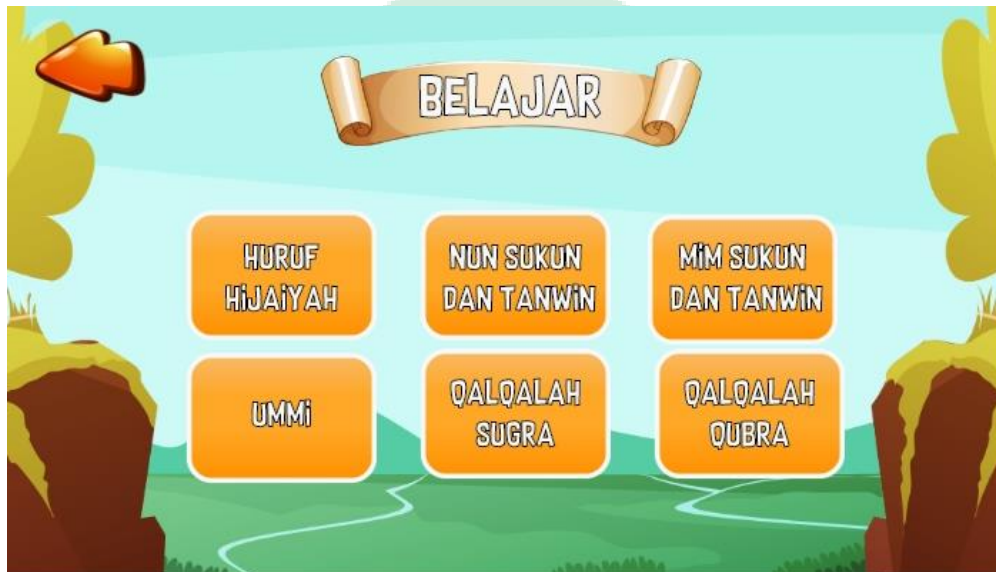 BELAJAR
HURUF
HiJAiYAH
NUN SUKUN
DAN TANWiN
MiM SUKUN
DAN TANWiN
UMMi
QALQALAH
SUGRA
QALQALAH
QUBRA